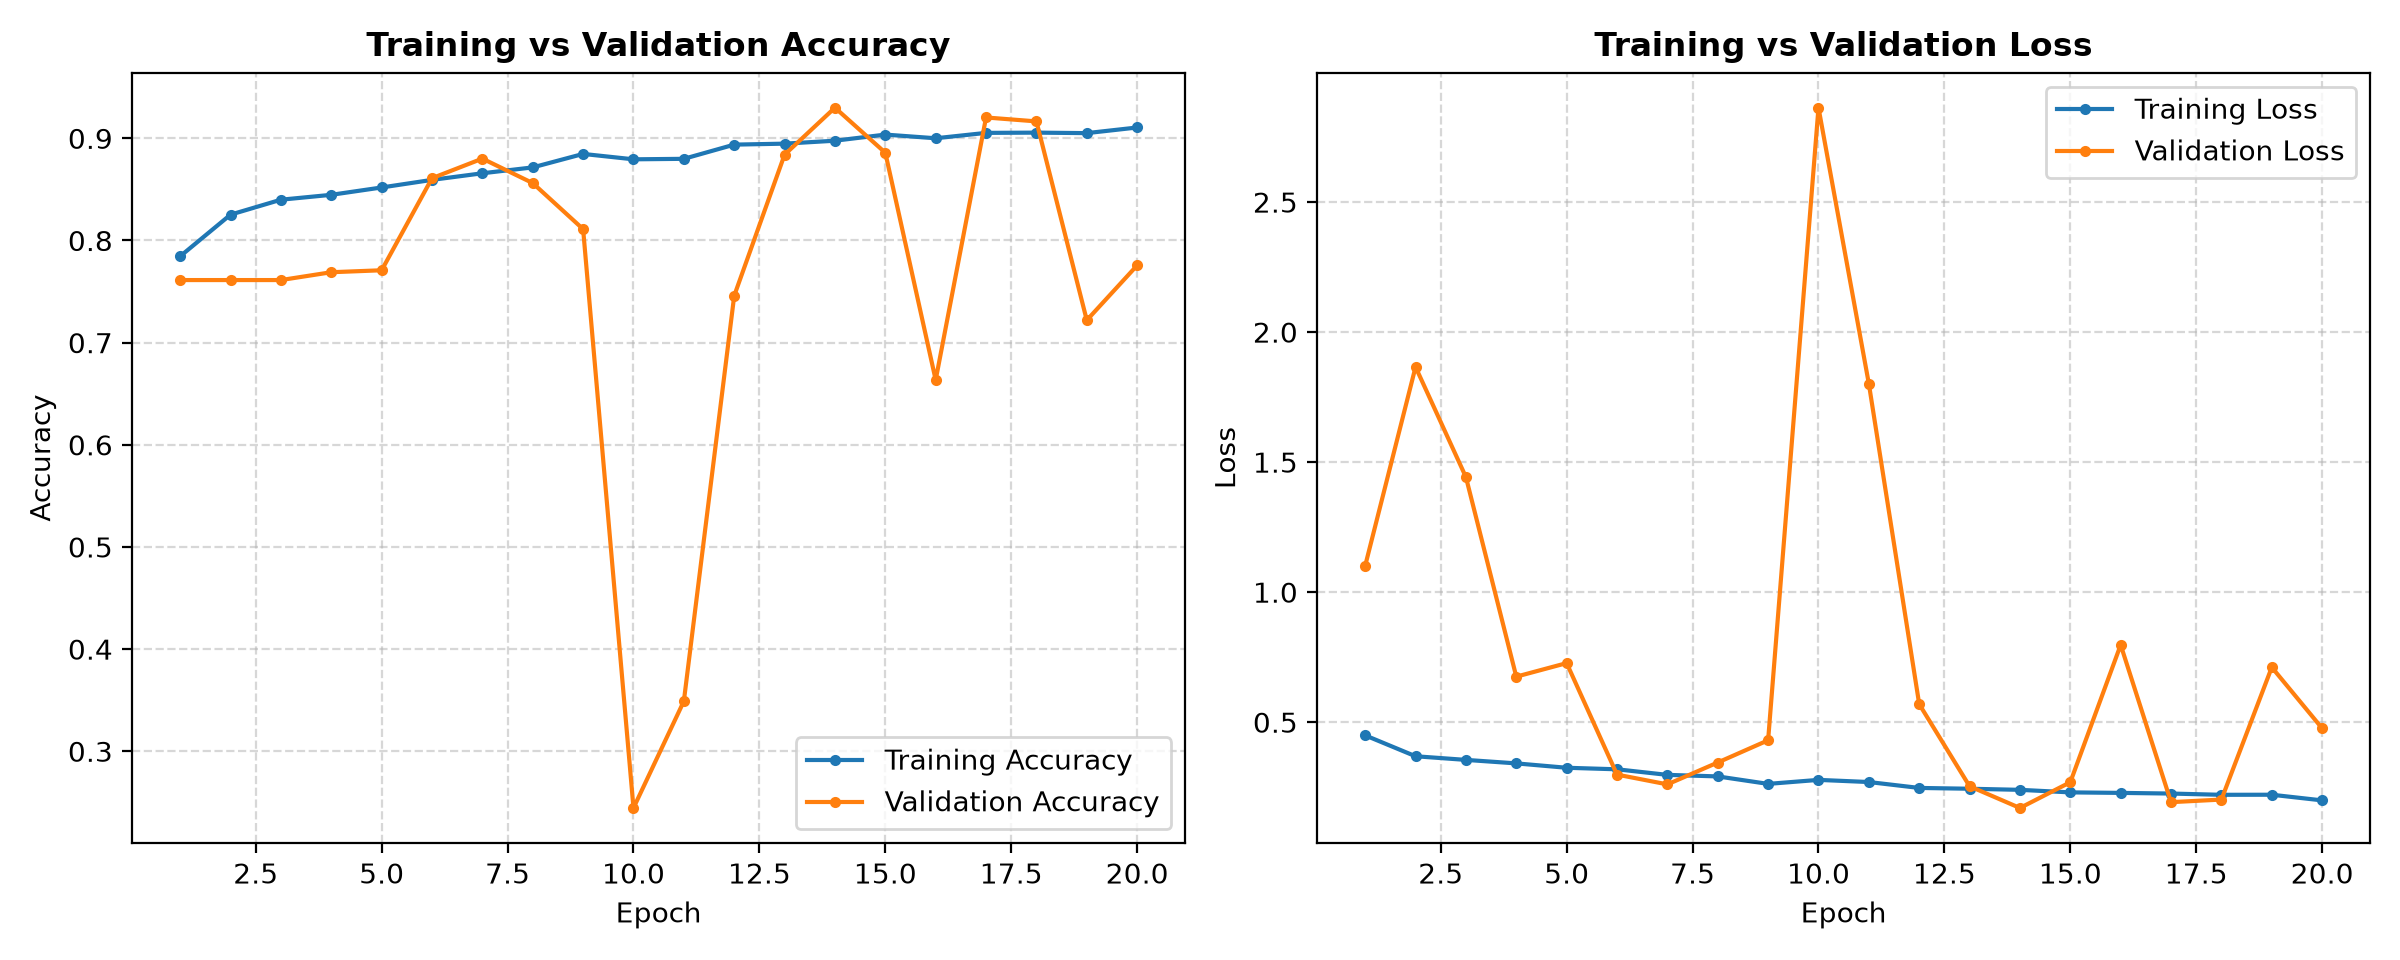 Training vs Validation Accuracy
Accuracy
0.9
0.8
0.7
0.6
0.5
0.4
0.3
Training Accuracy
Validation Accuracy
2.5 5.0 7.5 10.0 12.5 15.0 17.5 20.0
Epoch
Training vs Validation Loss
Loss
2.5
2.0
1.5
1.0
0.5
Training Loss
Validation Loss
2.5 5.0 7.5 10.0 12.5 15.0 17.5 20.0
Epoch